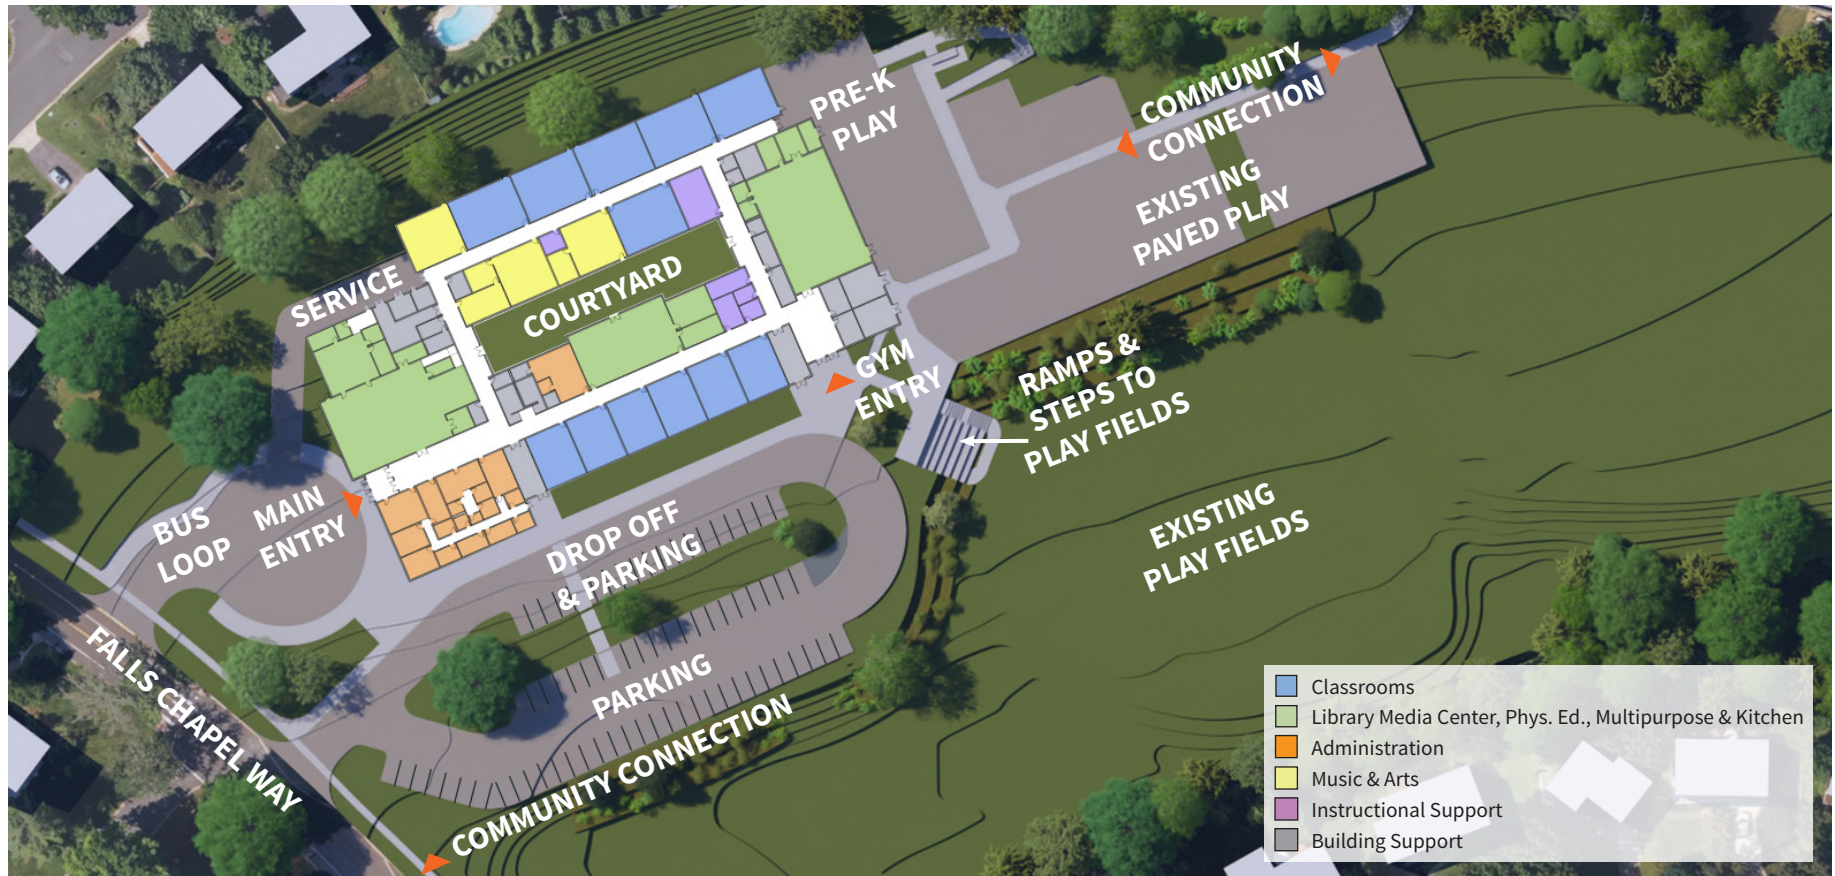 PRE-K
PLAY
COMMUNITY
CONNECTION
EXISTING
PAVED PLAY
SERVICE
COURTYARD
GYM
ENTRY
RAMPS &
STEPS TO
PLAY FIELDS
BUS
LOOP
MAIN
ENTRY
DROP OFF
& PARKING
EXISTING
PLAY FIELDS
FALLS CHAPEL WAY
PARKING
COMMUNITY CONNECTION
Classrooms
Library Media Center, Phys. Ed., Multipurpose & Kitchen
Administration
Music & Arts
Instructional Support
Building Support